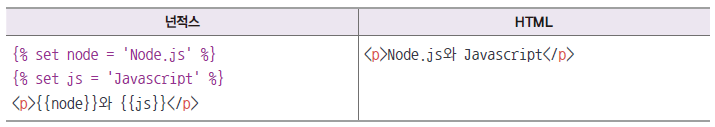 넌적스 HTML
{% set node = 'Node.js' %} <p>Node.js와 Javascript</p>
{% set js = 'Javascript' %}
<p>{{node}}와 {{js}}</p>